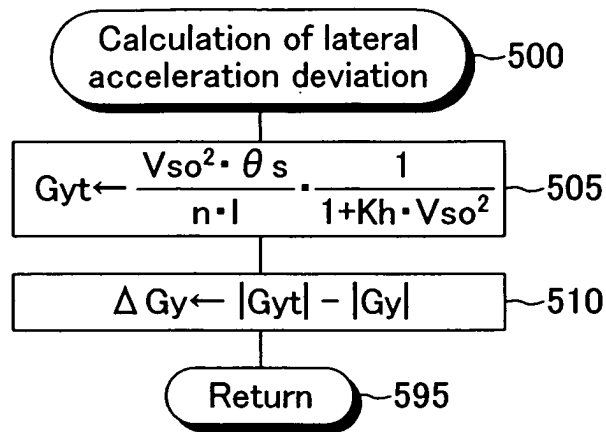 Calculation of lateral
acceleration deviation
500
Gyt← Vso²・θs / n・l ・ 1 / 1+Kh・Vso²
505
ΔGy← |Gyt| − |Gy|
510
Return
595